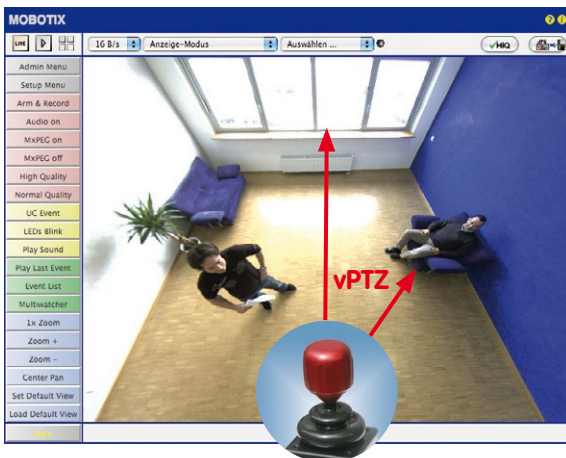 MOBOTIX
LIVE
16 B/s Anzeige-Modus Auswählen ...
√HiQ
Admin Menu
Setup Menu
Arm & Record
Audio on
MxPEG on
MxPEG off
High Quality
Normal Quality
UC Event
LEDs Blink
Play Sound
Play Last Event
Event List
Multiwatcher
1x Zoom
Zoom +
Zoom −
Center Pan
Set Default View
Load Default View
vPTZ